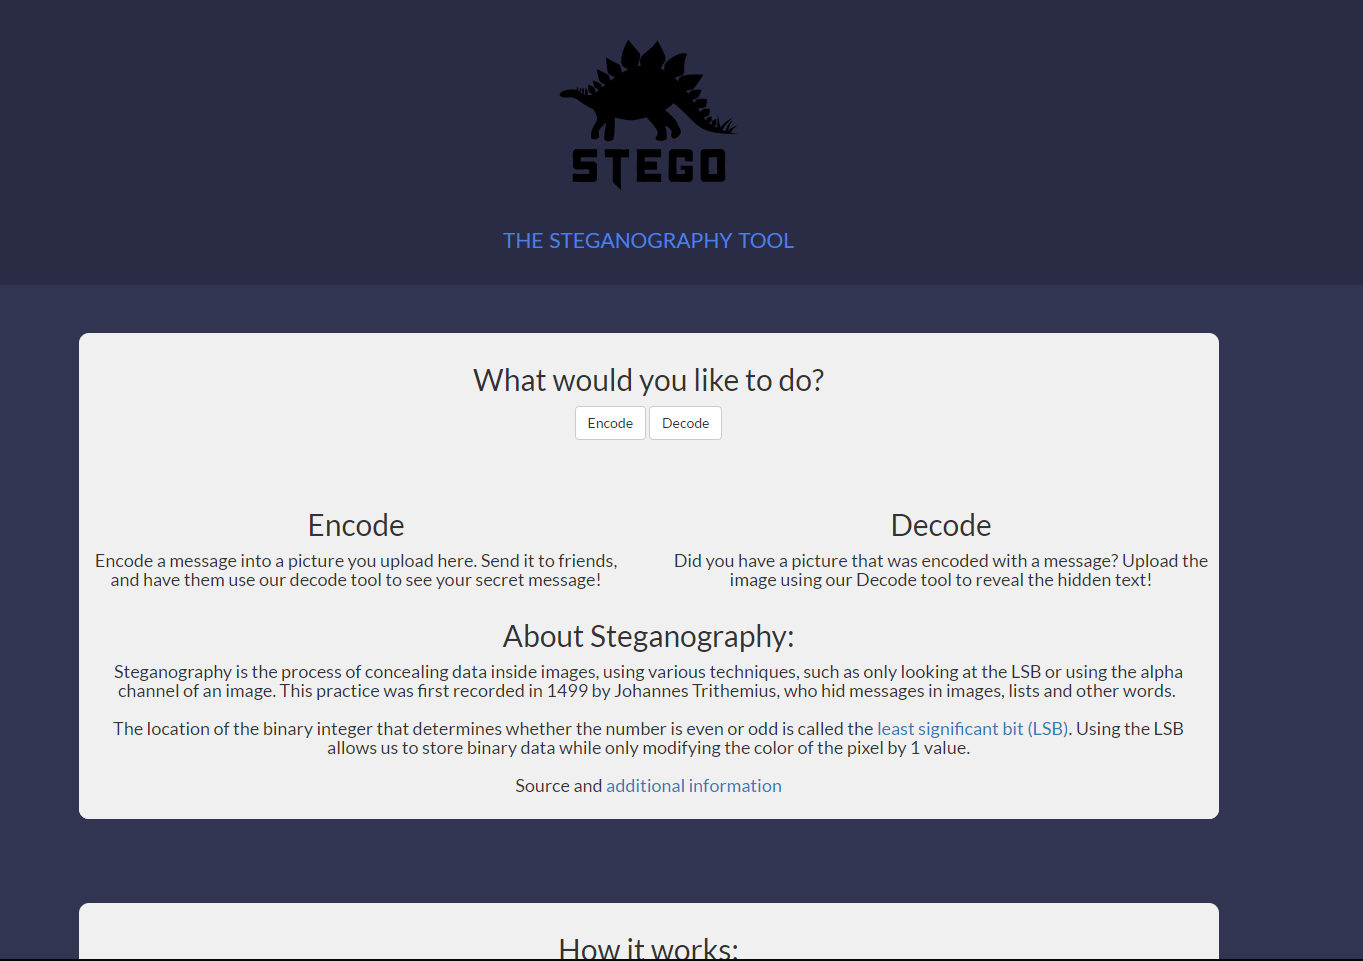 STEGO
THE STEGANOGRAPHY TOOL
What would you like to do?
Encode Decode
Encode
Encode a message into a picture you upload here. Send it to friends,
and have them use our decode tool to see your secret message!
Decode
Did you have a picture that was encoded with a message? Upload the
image using our Decode tool to reveal the hidden text!
About Steganography:
Steganography is the process of concealing data inside images, using various techniques, such as only looking at the LSB or using the alpha
channel of an image. This practice was first recorded in 1499 by Johannes Trithemius, who hid messages in images, lists and other words.
The location of the binary integer that determines whether the number is even or odd is called the least significant bit (LSB). Using the LSB
allows us to store binary data while only modifying the color of the pixel by 1 value.
Source and additional information
How it works: